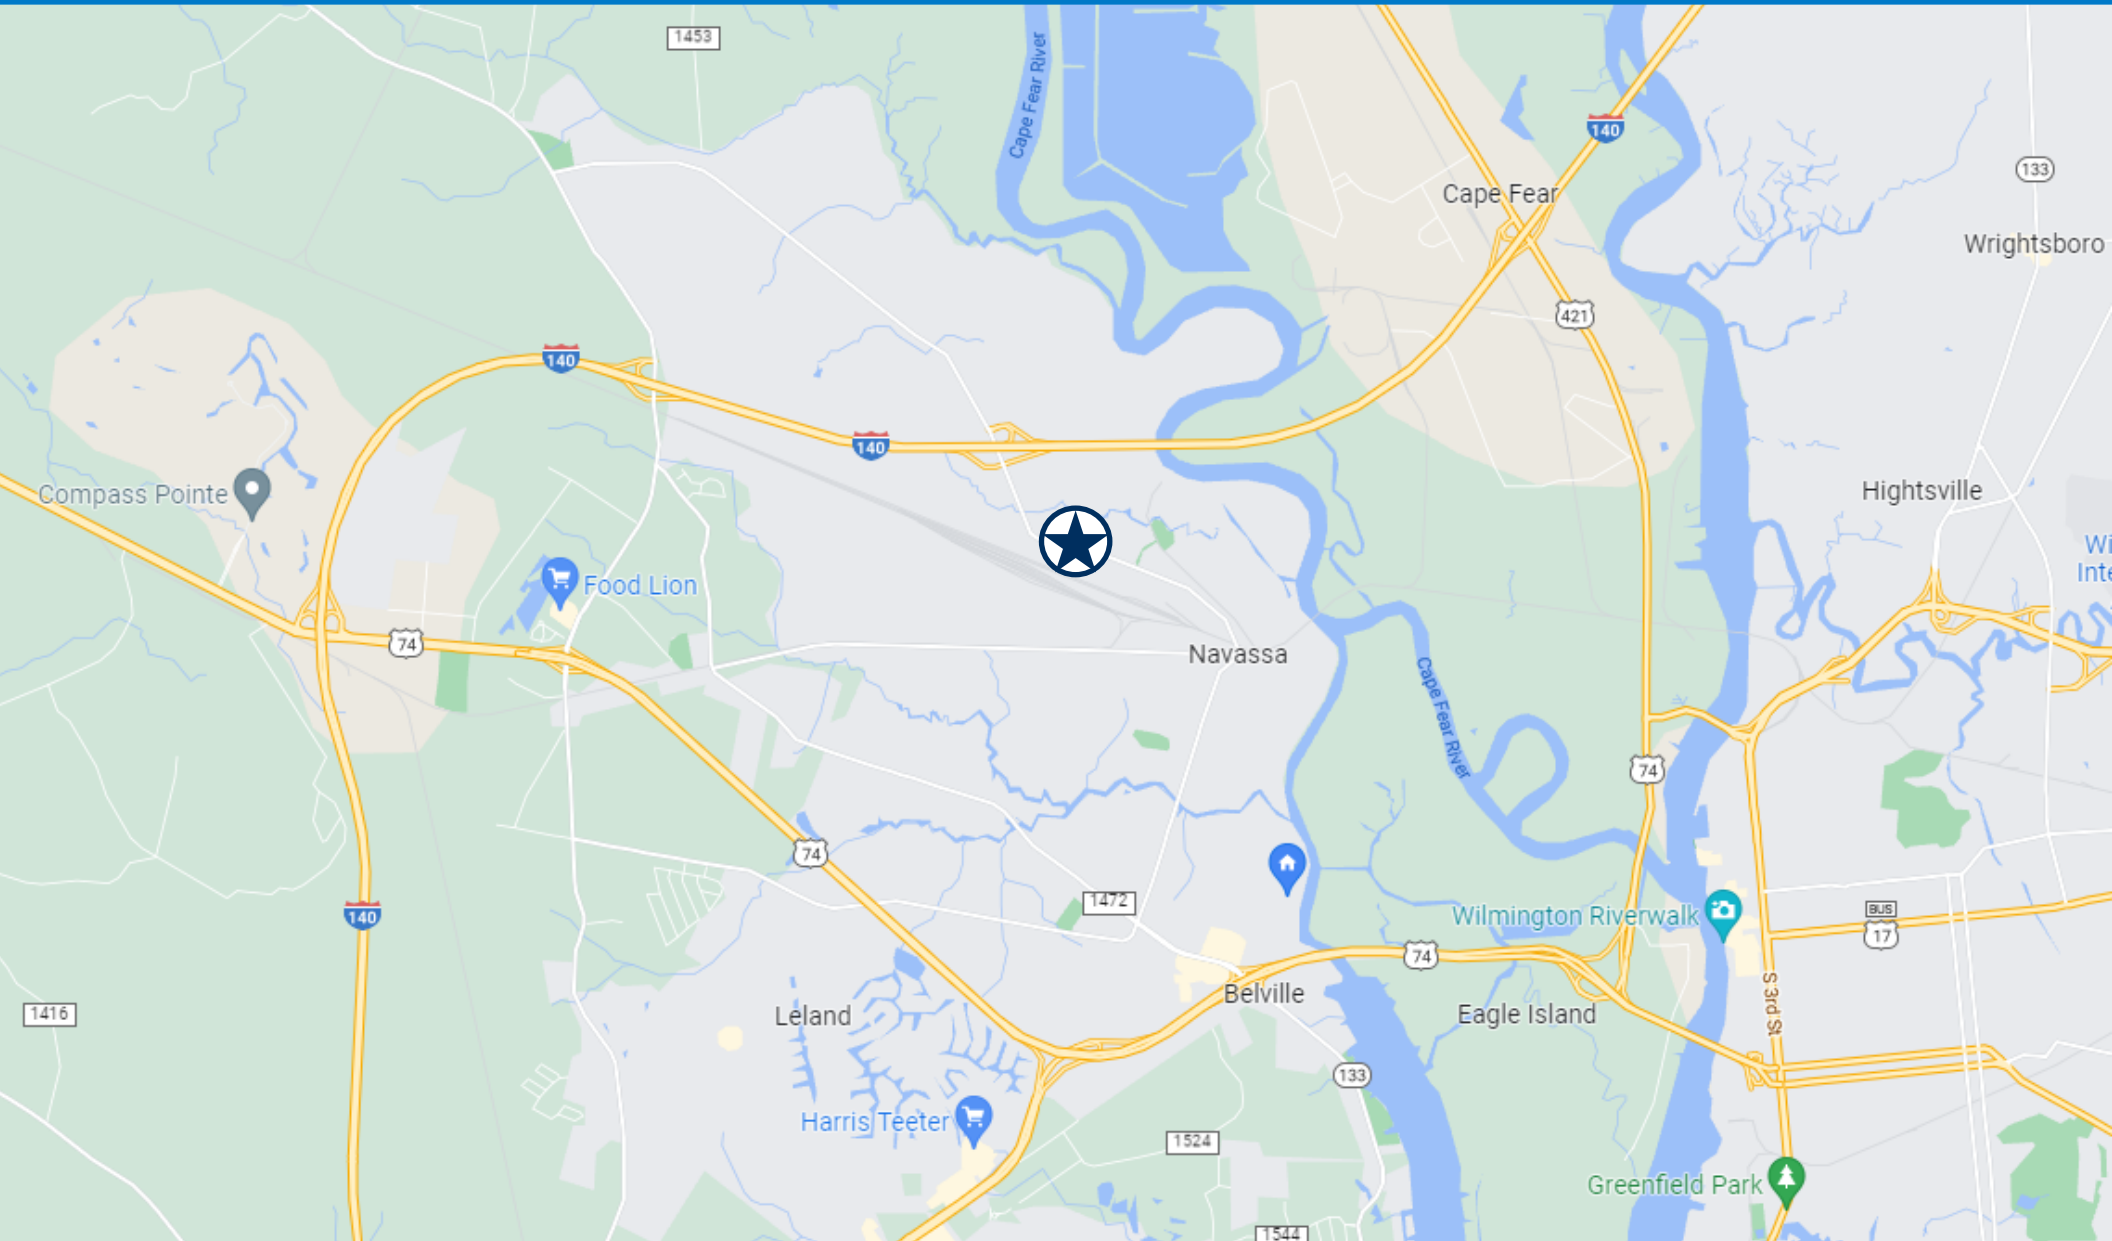 1453
Cape Fear River
140
133
Cape Fear
Wrightsboro
421
140
140
Compass Pointe
Hightsville
Wi
Inte
Food Lion
74
Navassa
Cape Fear River
74
74
1472
140
Wilmington Riverwalk
BUS
17
74
S 3rd St
Belville
1416
Leland
Eagle Island
133
Harris Teeter
1524
Greenfield Park
1544